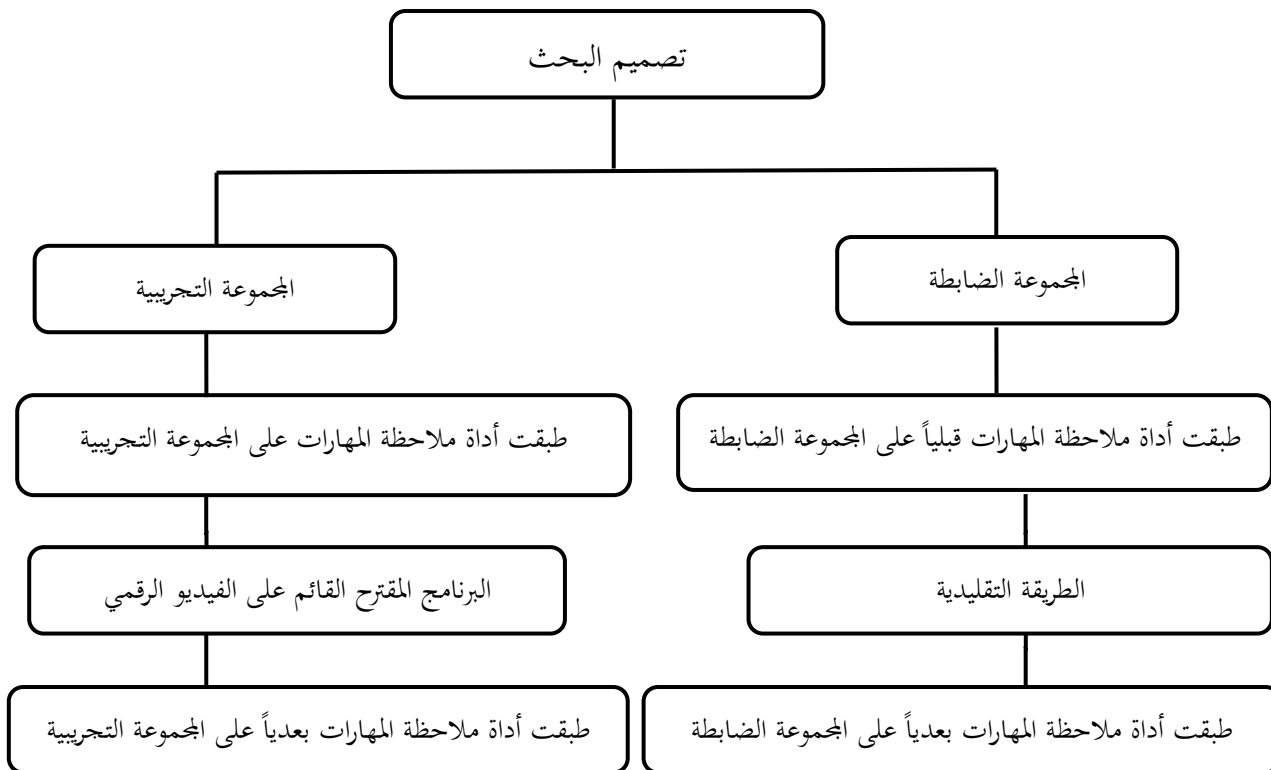 تصميم البحث
المجموعة الضابطة
المجموعة التجريبية
طبقت أداة ملاحظة المهارات قبلياً على المجموعة الضابطة
طبقت أداة ملاحظة المهارات على المجموعة التجريبية
الطريقة التقليدية
البرنامج المقترح القائم على الفيديو الرقمي
طبقت أداة ملاحظة المهارات بعدياً على المجموعة الضابطة
طبقت أداة ملاحظة المهارات بعدياً على المجموعة التجريبية